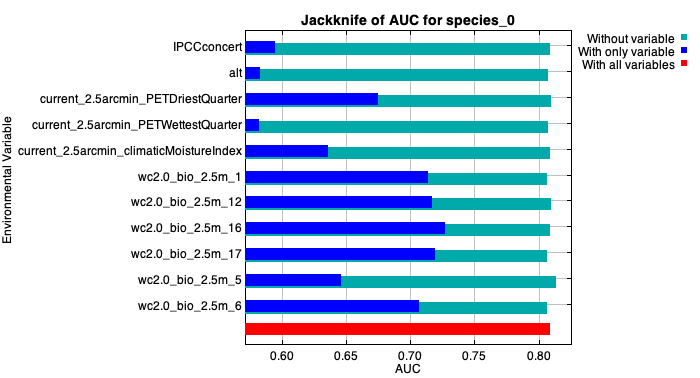 Jackknife of AUC for species_0
Without variable
With only variable
With all variables
Environmental Variable
IPCCconcert
alt
current_2.5arcmin_PETDriestQuarter
current_2.5arcmin_PETWettestQuarter
current_2.5arcmin_climaticMoistureIndex
wc2.0_bio_2.5m_1
wc2.0_bio_2.5m_12
wc2.0_bio_2.5m_16
wc2.0_bio_2.5m_17
wc2.0_bio_2.5m_5
wc2.0_bio_2.5m_6
0.60 0.65 0.70 0.75 0.80
AUC